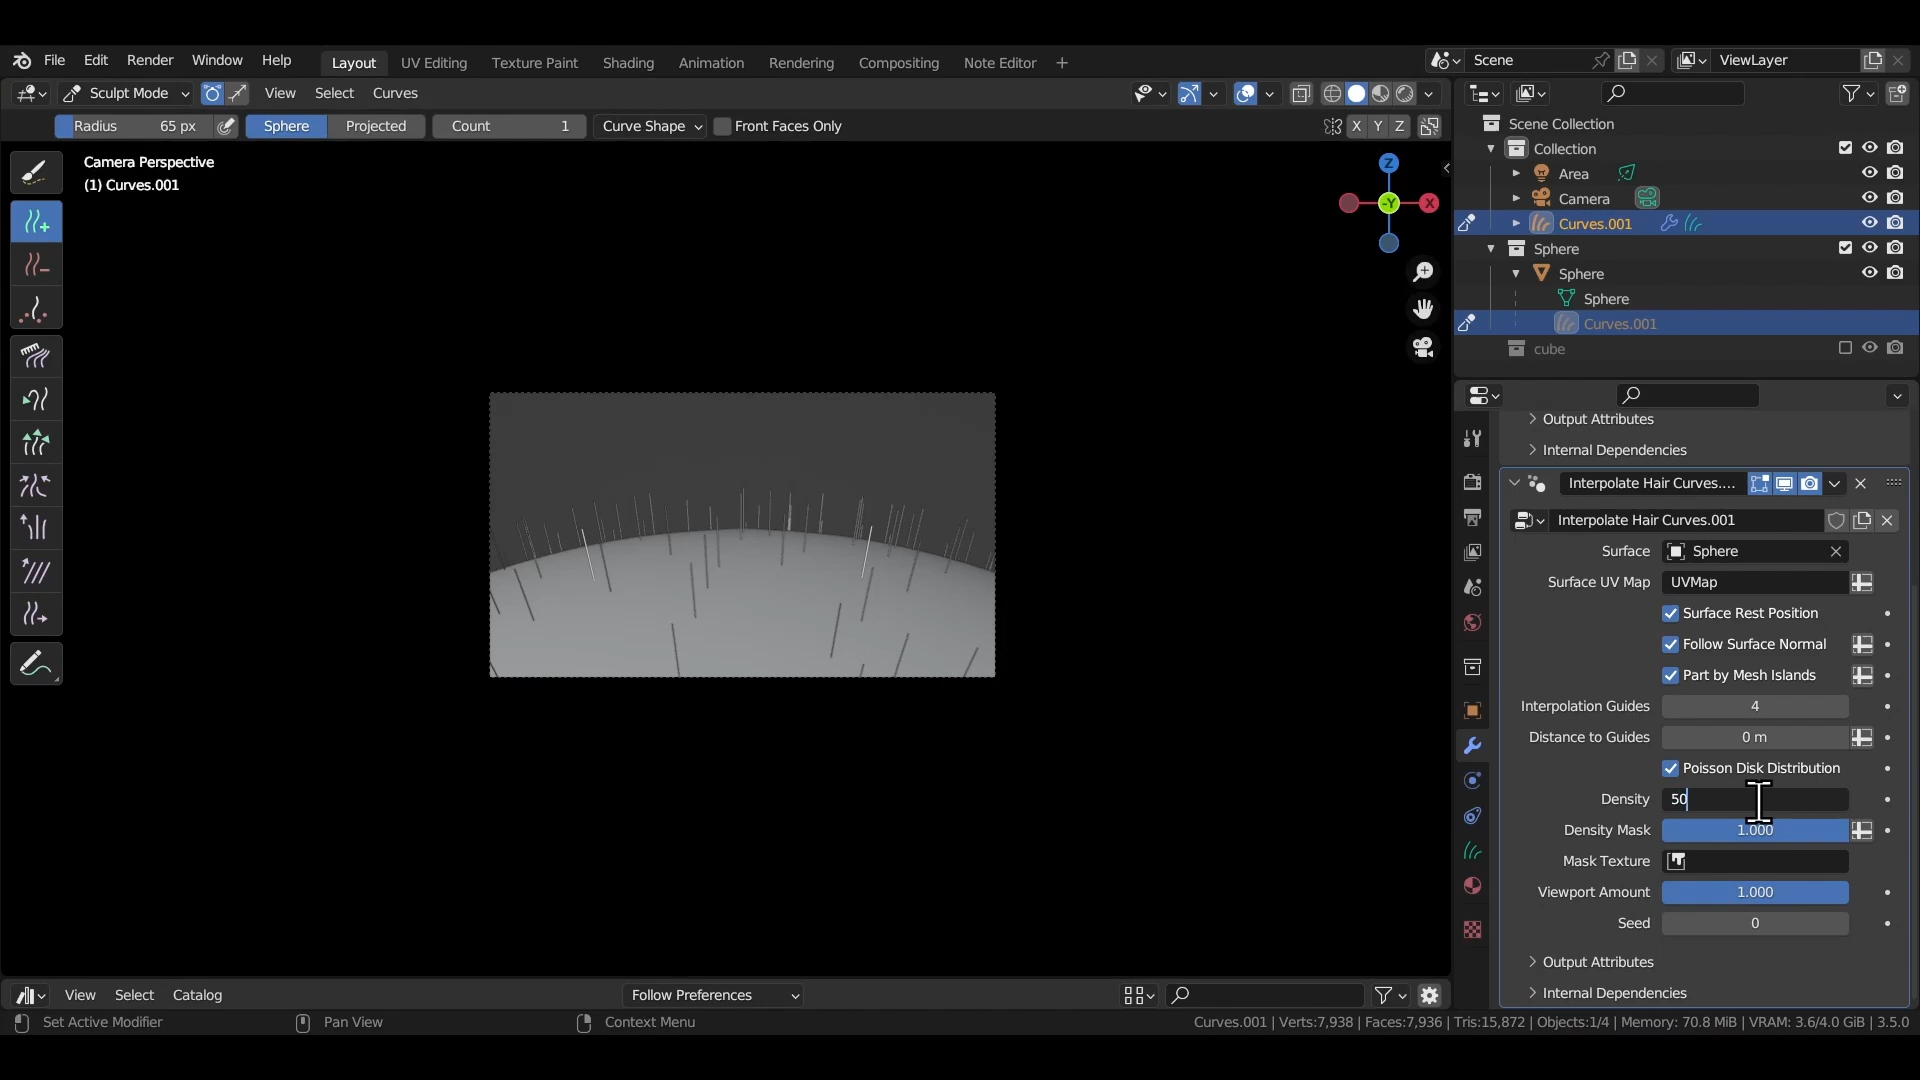 File Edit Render Window Help Layout UV Editing Texture Paint Shading Animation Rendering Compositing Note Editor + Scene ViewLayer
Sculpt Mode View Select Curves
Radius 65 px Sphere Projected Count 1 Curve Shape Front Faces Only X Y Z
Camera Perspective
(1) Curves.001
Z
-Y X
Scene Collection
Collection
Area
Camera
Curves.001
Sphere
Sphere
Sphere
Curves.001
cube
Output Attributes
Internal Dependencies
Interpolate Hair Curves....
Interpolate Hair Curves.001
Surface Sphere
Surface UV Map UVMap
Surface Rest Position
Follow Surface Normal
Part by Mesh Islands
Interpolation Guides 4
Distance to Guides 0 m
Poisson Disk Distribution
Density 50
Density Mask 1.000
Mask Texture
Viewport Amount 1.000
Seed 0
Output Attributes
Internal Dependencies
View Select Catalog Follow Preferences
Set Active Modifier Pan View Context Menu Curves.001 | Verts:7,938 | Faces:7,936 | Tris:15,872 | Objects:1/4 | Memory: 70.8 MiB | VRAM: 3.6/4.0 GiB | 3.5.0